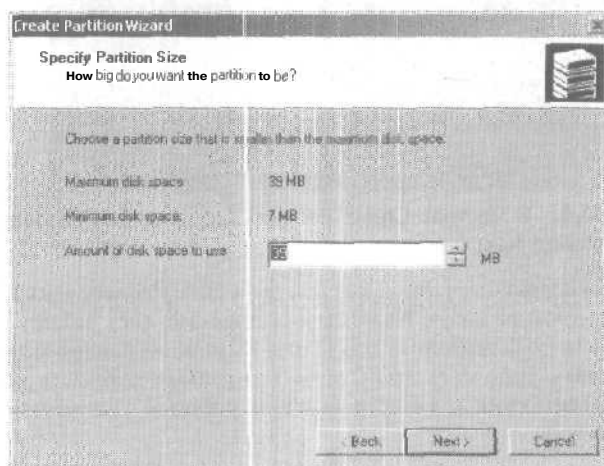 Create Partition Wizard
Specify Partition Size
How big do you want the partition to be?
Choose a partition size that is smaller than the maximum disk space.
Maximum disk space: 39 MB
Minimum disk space: 7 MB
Amount of disk space to use 39 MB
< Back Next > Cancel